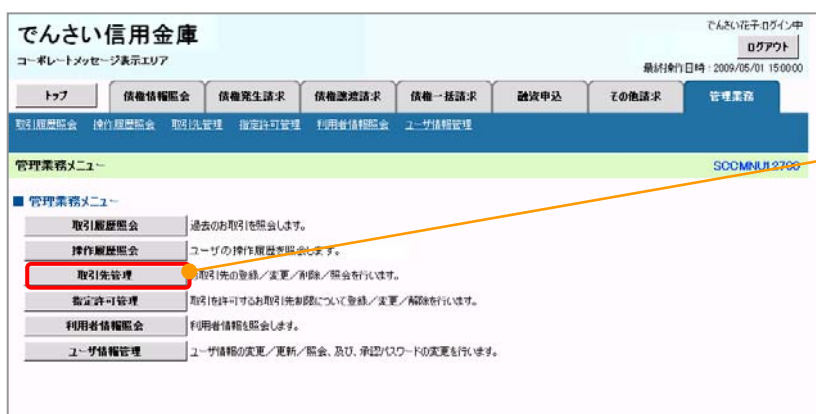 でんさい信用金庫
コーポレートメッセージ表示エリア
でんさい花子:ログイン中
ログアウト
最終操作日時:2009/05/01 15:00:00
トップ 債権情報照会 債権発生請求 債権譲渡請求 債権一括請求 融資申込 その他請求 管理業務
取引履歴照会 操作履歴照会 取引先管理 指定許可管理 利用者情報照会 ユーザ情報管理
管理業務メニュー SCCMNU12700
■ 管理業務メニュー
取引履歴照会 過去のお取引を照会します。
操作履歴照会 ユーザの操作履歴を照会します。
取引先管理 お取引先の登録/変更/削除/照会を行います。
指定許可管理 取引を許可するお取引先制限について登録/変更/解除を行います。
利用者情報照会 利用者情報を照会します。
ユーザ情報管理 ユーザ情報の変更/更新/照会、及び、承認パスワードの変更を行います。